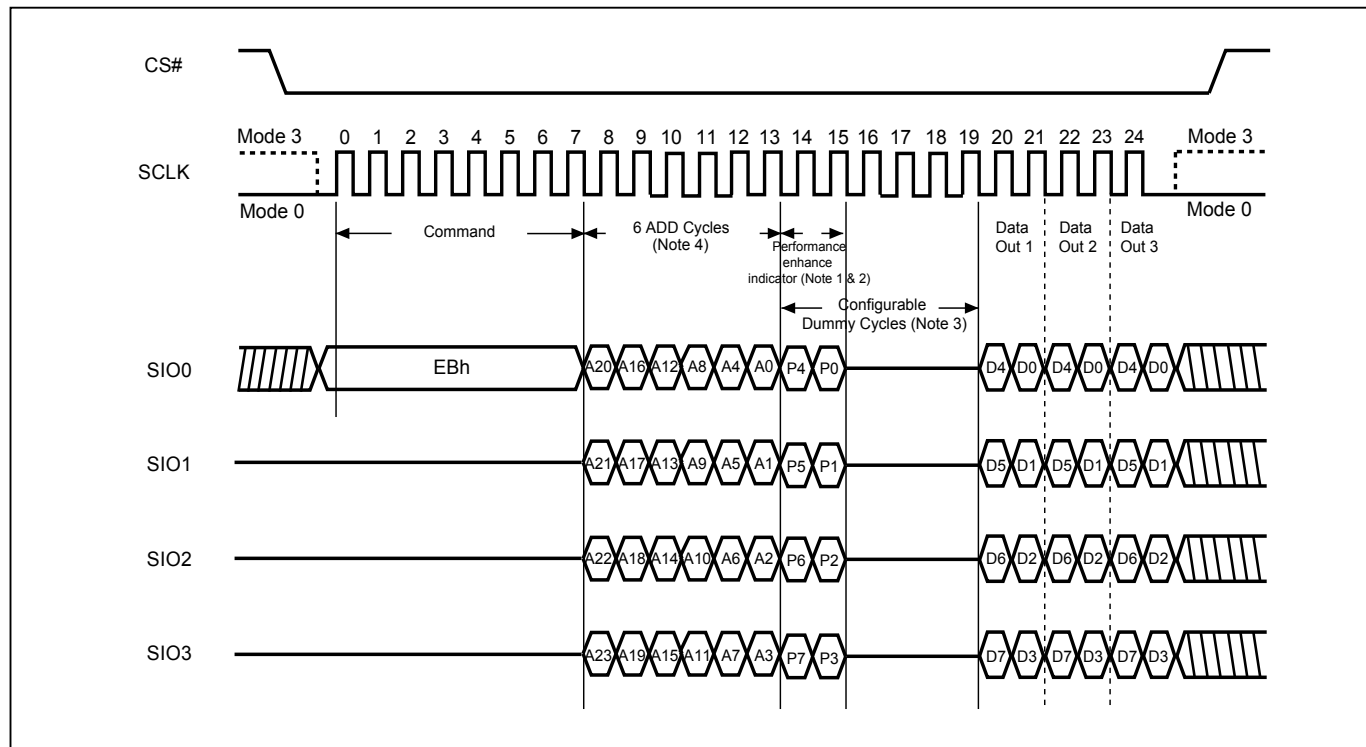 CS#
Mode 3 0 1 2 3 4 5 6 7 8 9 10 11 12 13 14 15 16 17 18 19 20 21 22 23 24 Mode 3
SCLK
Mode 0 Mode 0
Command
6 ADD Cycles
(Note 4)
Performance
enhance
indicator (Note 1 & 2)
Data
Out 1
Data
Out 2
Data
Out 3
Configurable
Dummy Cycles (Note 3)
SIO0 EBh A20 A16 A12 A8 A4 A0 P4 P0 D4 D0 D4 D0 D4 D0
SIO1 A21 A17 A13 A9 A5 A1 P5 P1 D5 D1 D5 D1 D5 D1
SIO2 A22 A18 A14 A10 A6 A2 P6 P2 D6 D2 D6 D2 D6 D2
SIO3 A23 A19 A15 A11 A7 A3 P7 P3 D7 D3 D7 D3 D7 D3